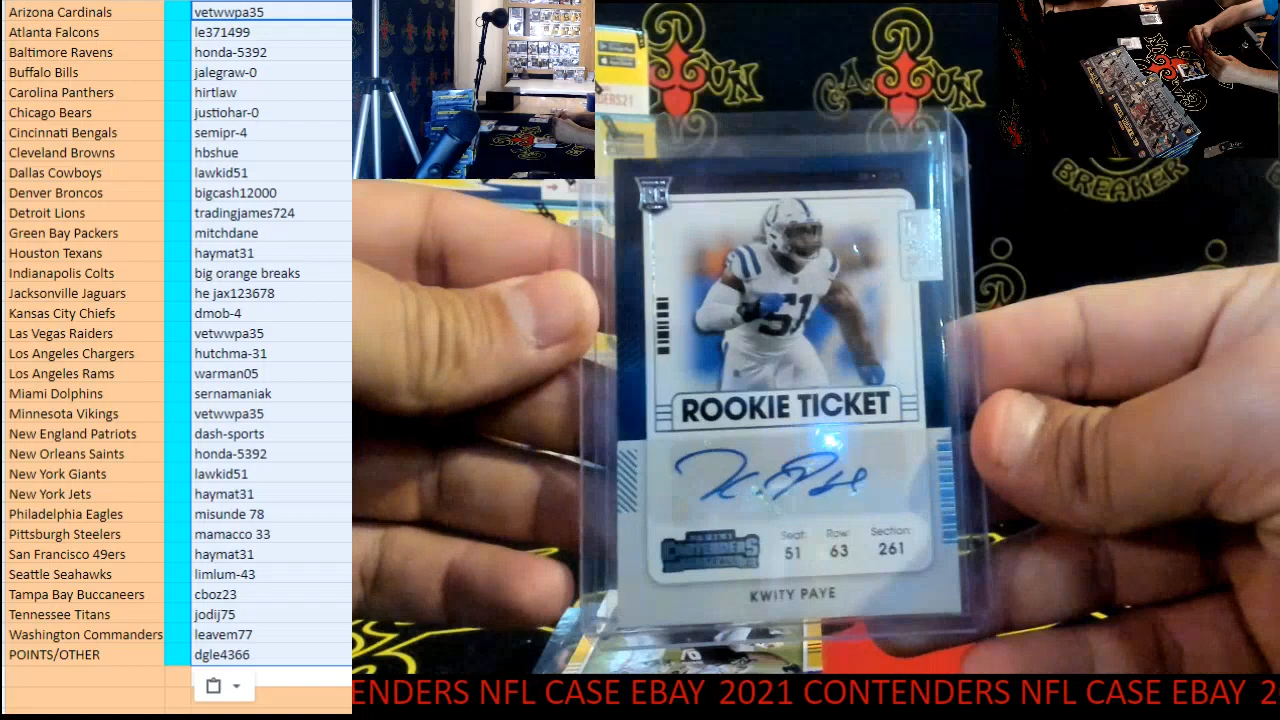 Arizona Cardinals vetwwpa35
Atlanta Falcons le371499
Baltimore Ravens honda-5392
Buffalo Bills jalegraw-0
Carolina Panthers hirtlaw
Chicago Bears justiohar-0
Cincinnati Bengals semipr-4
Cleveland Browns hbshue
Dallas Cowboys lawkid51
Denver Broncos bigcash12000
Detroit Lions tradingjames724
Green Bay Packers mitchdane
Houston Texans haymat31
Indianapolis Colts big orange breaks
Jacksonville Jaguars he jax123678
Kansas City Chiefs dmob-4
Las Vegas Raiders vetwwpa35
Los Angeles Chargers hutchma-31
Los Angeles Rams warman05
Miami Dolphins sernamaniak
Minnesota Vikings vetwwpa35
New England Patriots dash-sports
New Orleans Saints honda-5392
New York Giants lawkid51
New York Jets haymat31
Philadelphia Eagles misunde 78
Pittsburgh Steelers mamacco 33
San Francisco 49ers haymat31
Seattle Seahawks limlum-43
Tampa Bay Buccaneers cboz23
Tennessee Titans jodij75
Washington Commanders leavem77
POINTS/OTHER dgle4366
ENDERS21
BREAKER
51
ROOKIE TICKET
PANINI
CONTENDERS
FOOTBALL
Seat: Row: Section:
51 63 261
KWITY PAYE
ENDERS NFL CASE EBAY 2021 CONTENDERS NFL CASE EBAY 2